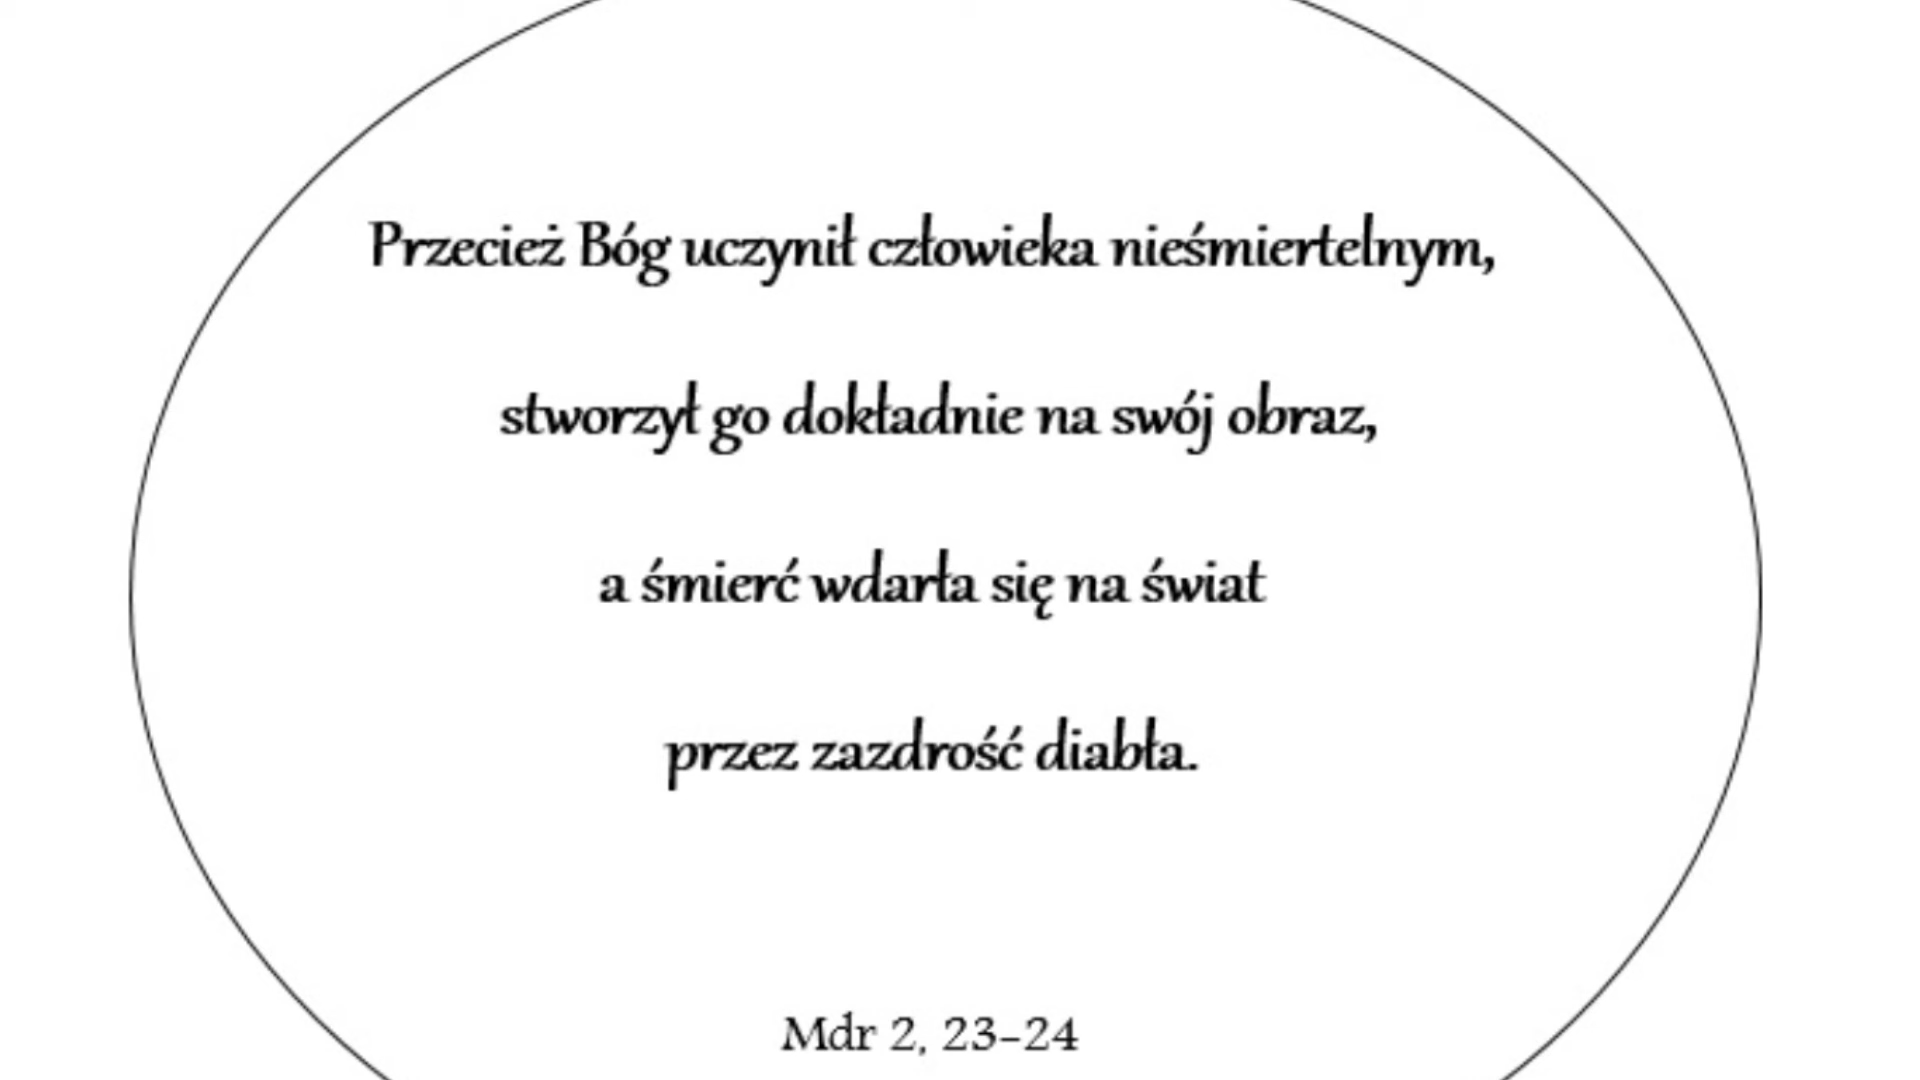 Przecież Bóg uczynił człowieka nieśmiertelnym,
stworzył go dokładnie na swój obraz,
a śmierć wdarła się na świat
przez zazdrość diabła.
Mdr 2, 23–24